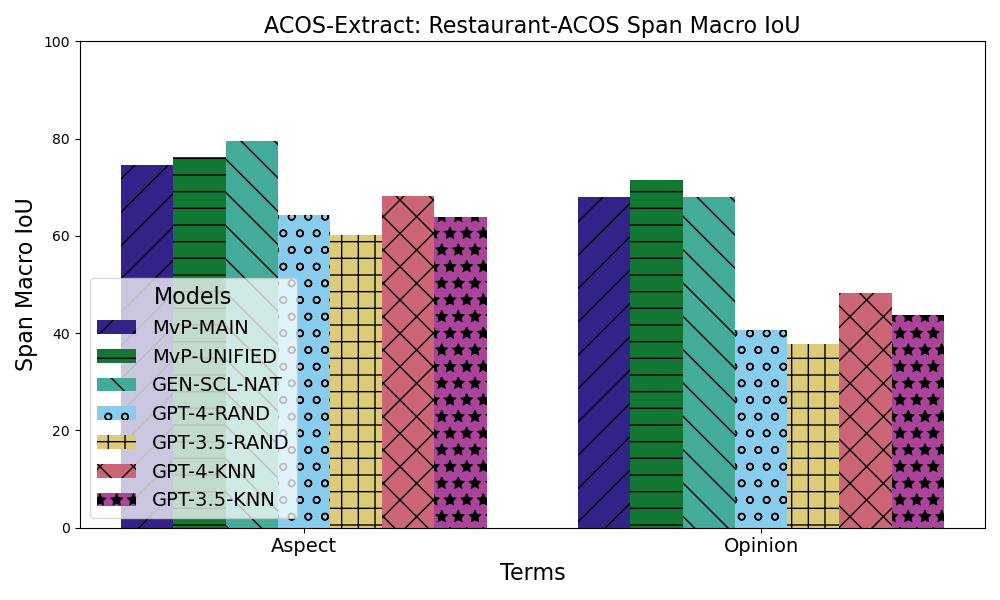 ACOS-Extract: Restaurant-ACOS Span Macro IoU
Span Macro IoU
100
80
60
40
20
0
Models
MvP-MAIN
MvP-UNIFIED
GEN-SCL-NAT
GPT-4-RAND
GPT-3.5-RAND
GPT-4-KNN
GPT-3.5-KNN
Aspect
Opinion
Terms